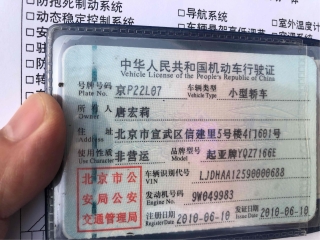 防抱死制动系统
动态稳定控制系统
导航系统
室外温度计
中华人民共和国机动车行驶证
Vehicle License of the People's Republic of China
号牌号码 Plate No. 京P22L07 车辆类型 Vehicle Type 小型轿车
所有人 Owner 唐宏莉
住址 Address 北京市宣武区信建里5号楼4门601号
使用性质 Use Character 非营运 品牌型号 Model 起亚牌YQZ7166E
北京市公安局公安交通管理局
车辆识别代号 VIN LJDHAA12590000688
发动机号码 Engine No. 9W049983
注册日期 Register Date 2010-06-10 发证日期 Issue Date 2010-06-10